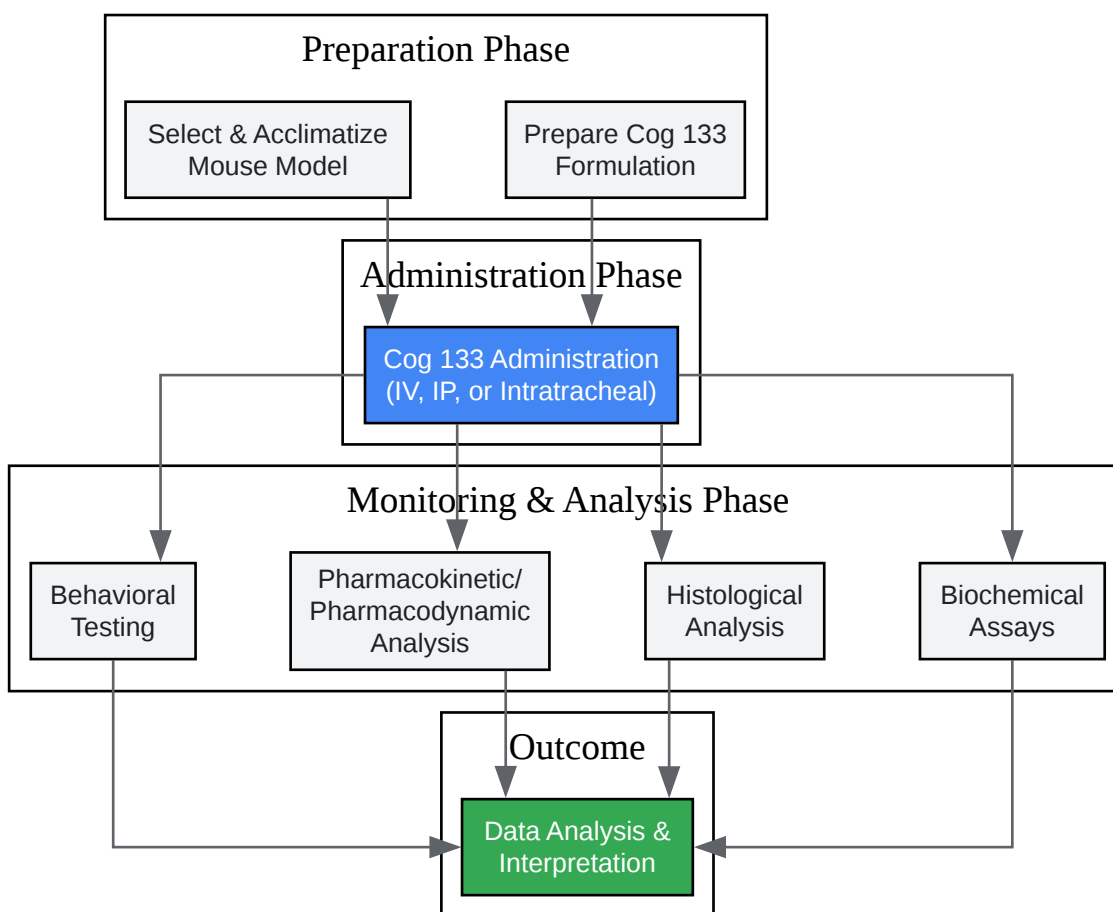 Preparation Phase
Select & Acclimatize
Mouse Model
Prepare Cog 133
Formulation
Administration Phase
Cog 133 Administration
(IV, IP, or Intratracheal)
Monitoring & Analysis Phase
Behavioral
Testing
Pharmacokinetic/
Pharmacodynamic
Analysis
Histological
Analysis
Biochemical
Assays
Outcome
Data Analysis &
Interpretation